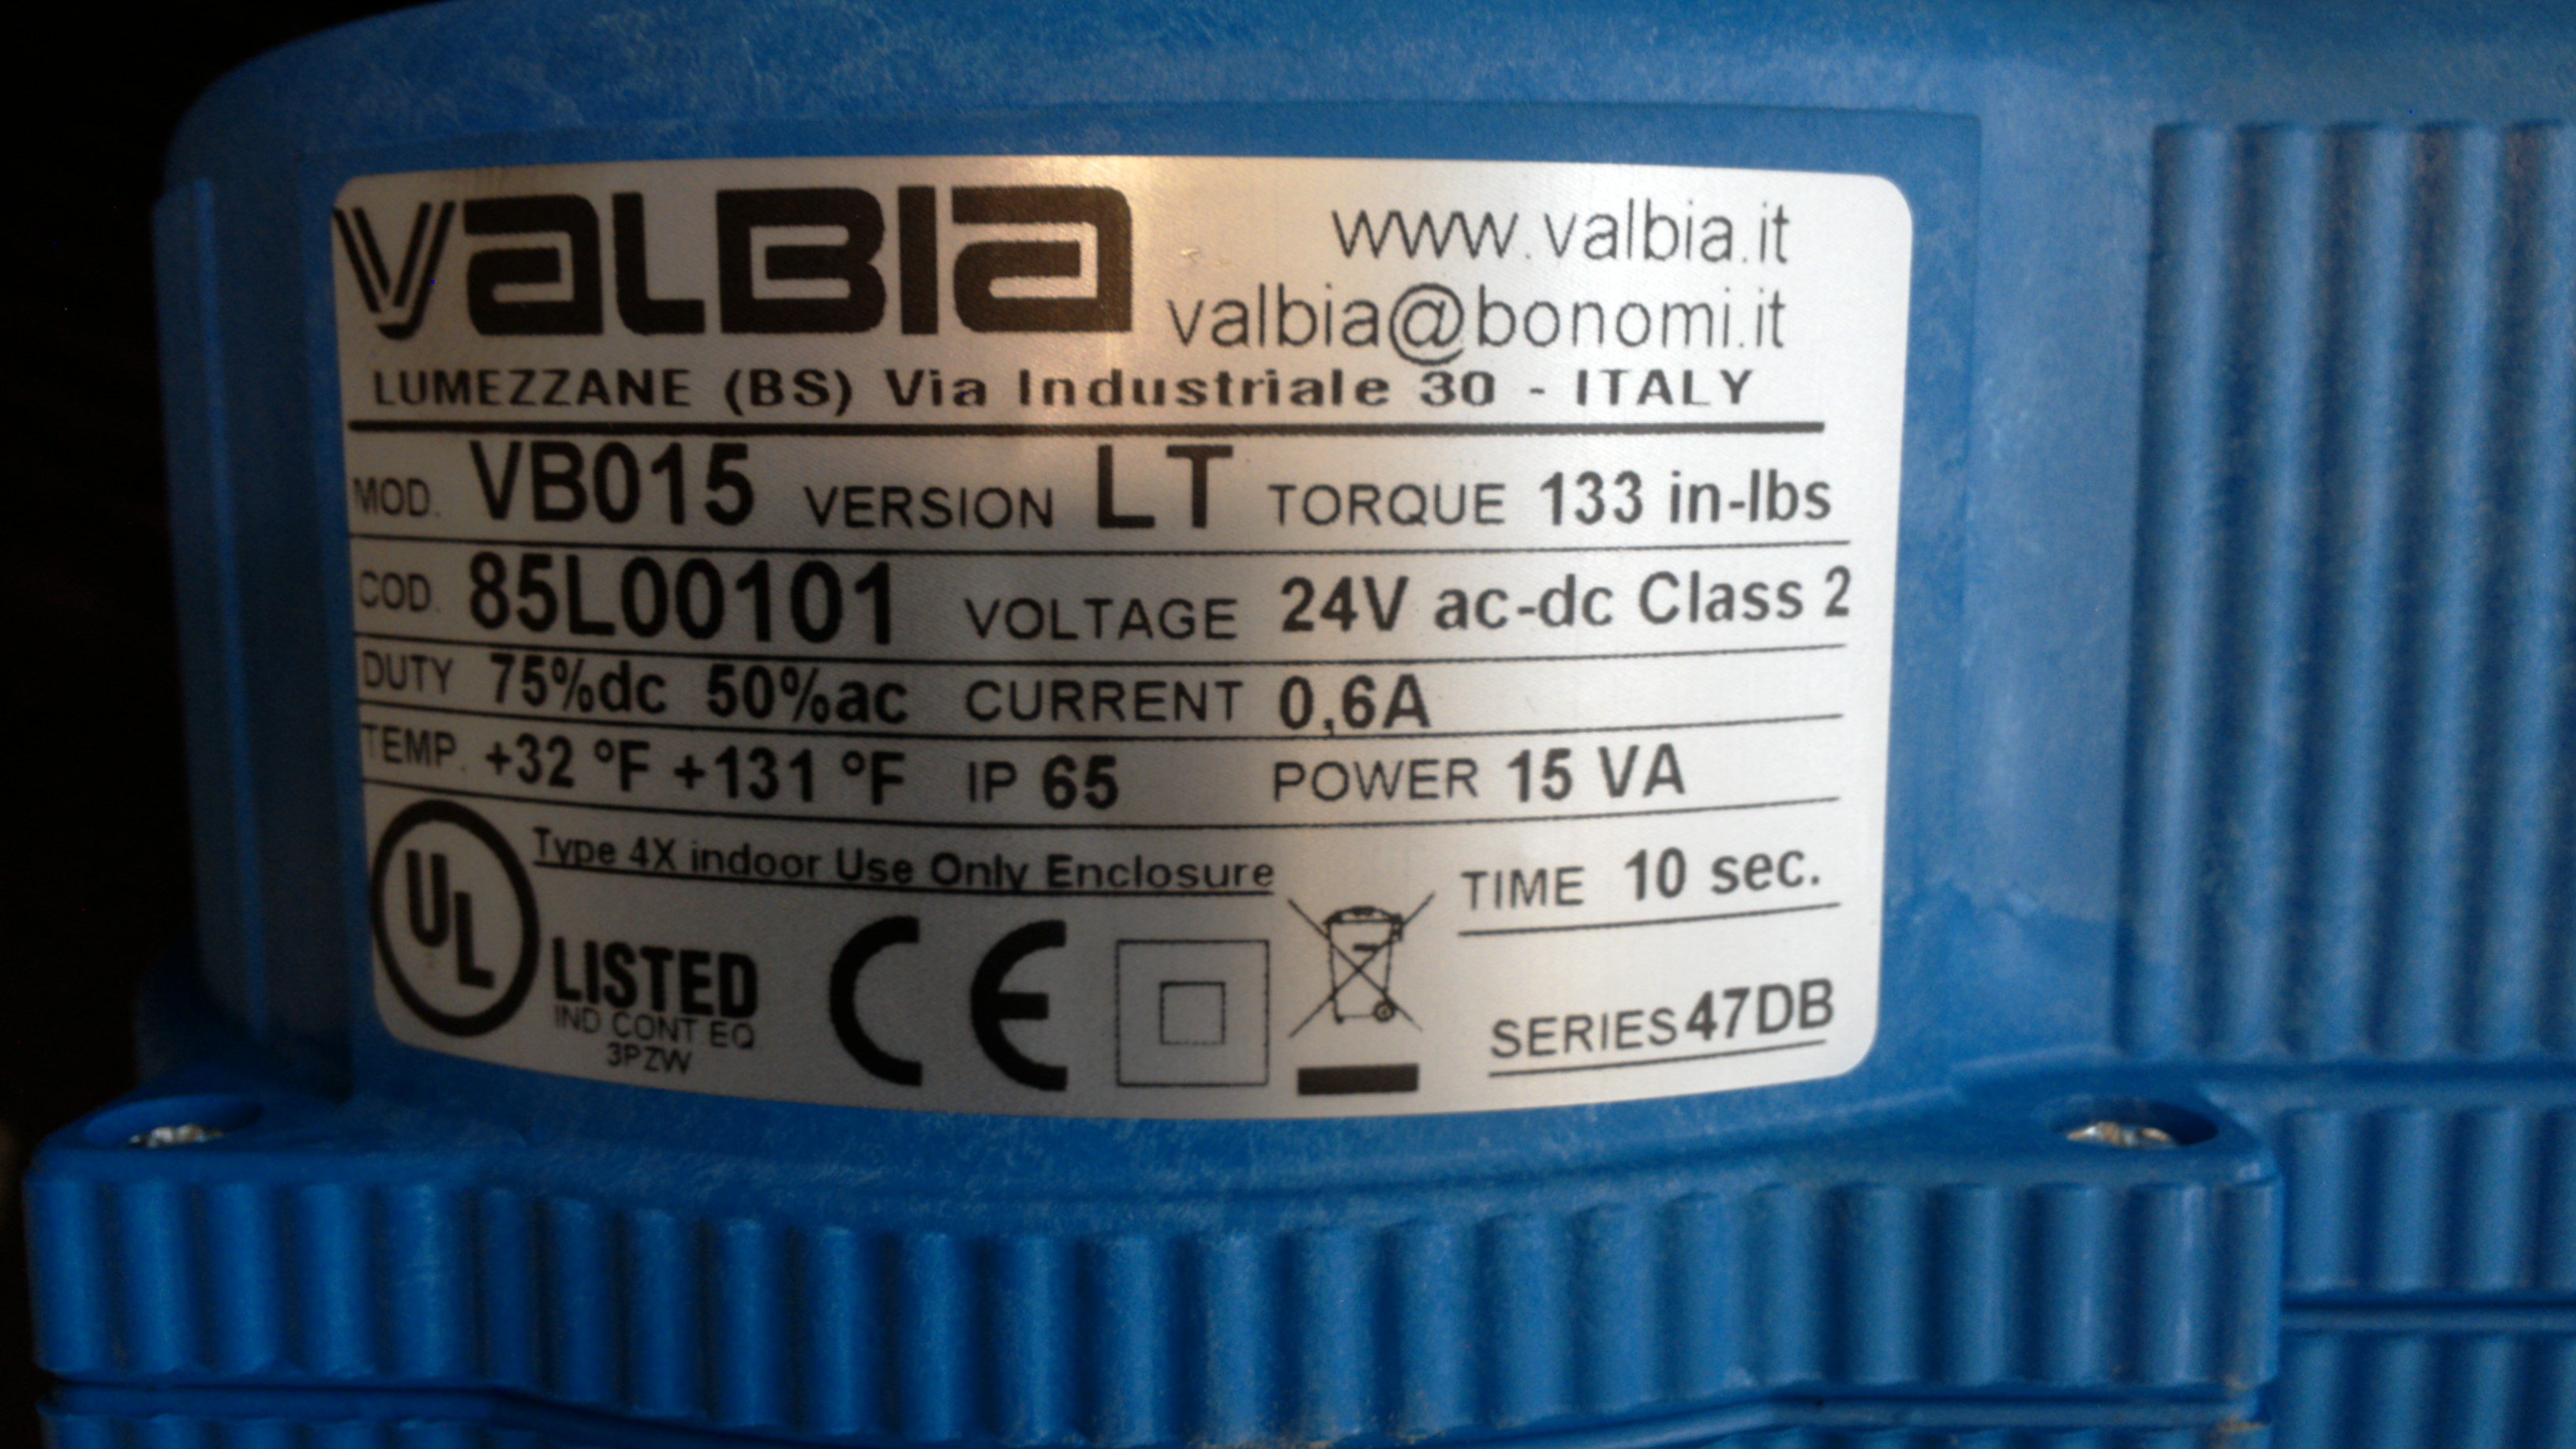 VALBIA
www.valbia.it
valbia@bonomi.it
LUMEZZANE (BS) Via Industriale 30 - ITALY
MOD. VB015 VERSION LT TORQUE 133 in-lbs
COD. 85L00101 VOLTAGE 24V ac-dc Class 2
DUTY 75%dc 50%ac CURRENT 0,6A
TEMP. +32 °F +131 °F IP 65 POWER 15 VA
Type 4X indoor Use Only Enclosure
TIME 10 sec.
UL LISTED
IND CONT EQ
3PZW
CE
SERIES 47DB